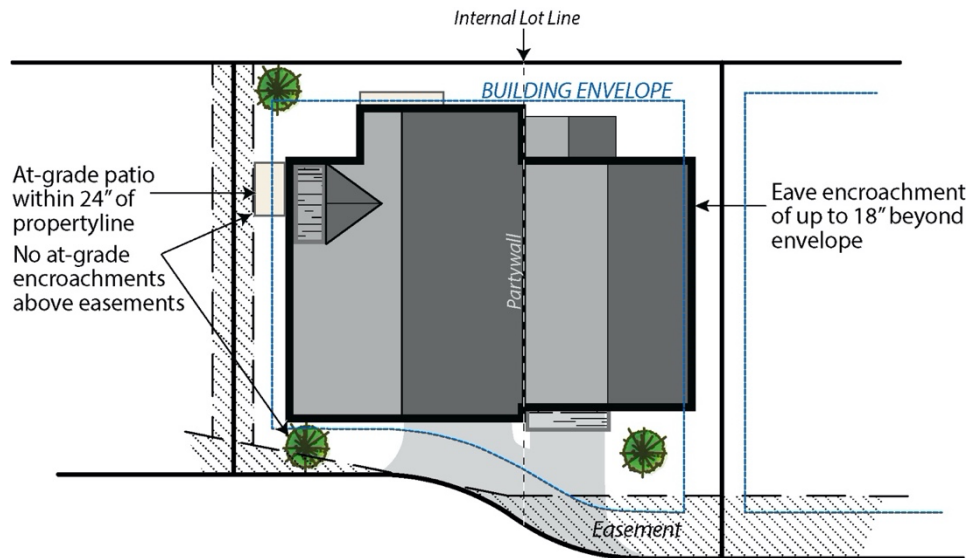 Internal Lot Line
BUILDING ENVELOPE
At-grade patio
within 24" of
propertyline
No at-grade
encroachments
above easements
Partywall
Eave encroachment
of up to 18" beyond
envelope
Easement